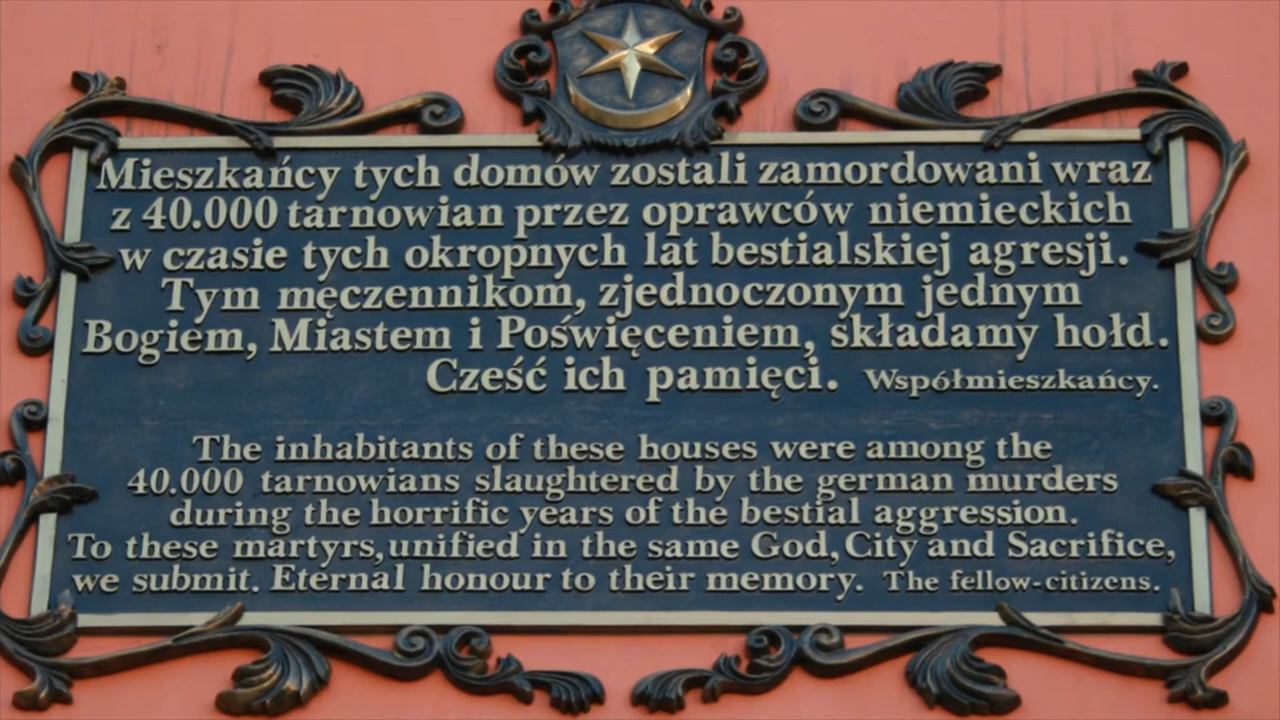 Mieszkańcy tych domów zostali zamordowani wraz
z 40.000 tarnowian przez oprawców niemieckich
w czasie tych okropnych lat bestialskiej agresji.
Tym męczennikom, zjednoczonym jednym
Bogiem, Miastem i Poświęceniem, składamy hołd.
Cześć ich pamięci. Współmieszkańcy.
The inhabitants of these houses were among the
40.000 tarnowians slaughtered by the german murders
during the horrific years of the bestial aggression.
To these martyrs, unified in the same God, City and Sacrifice,
we submit. Eternal honour to their memory. The fellow-citizens.